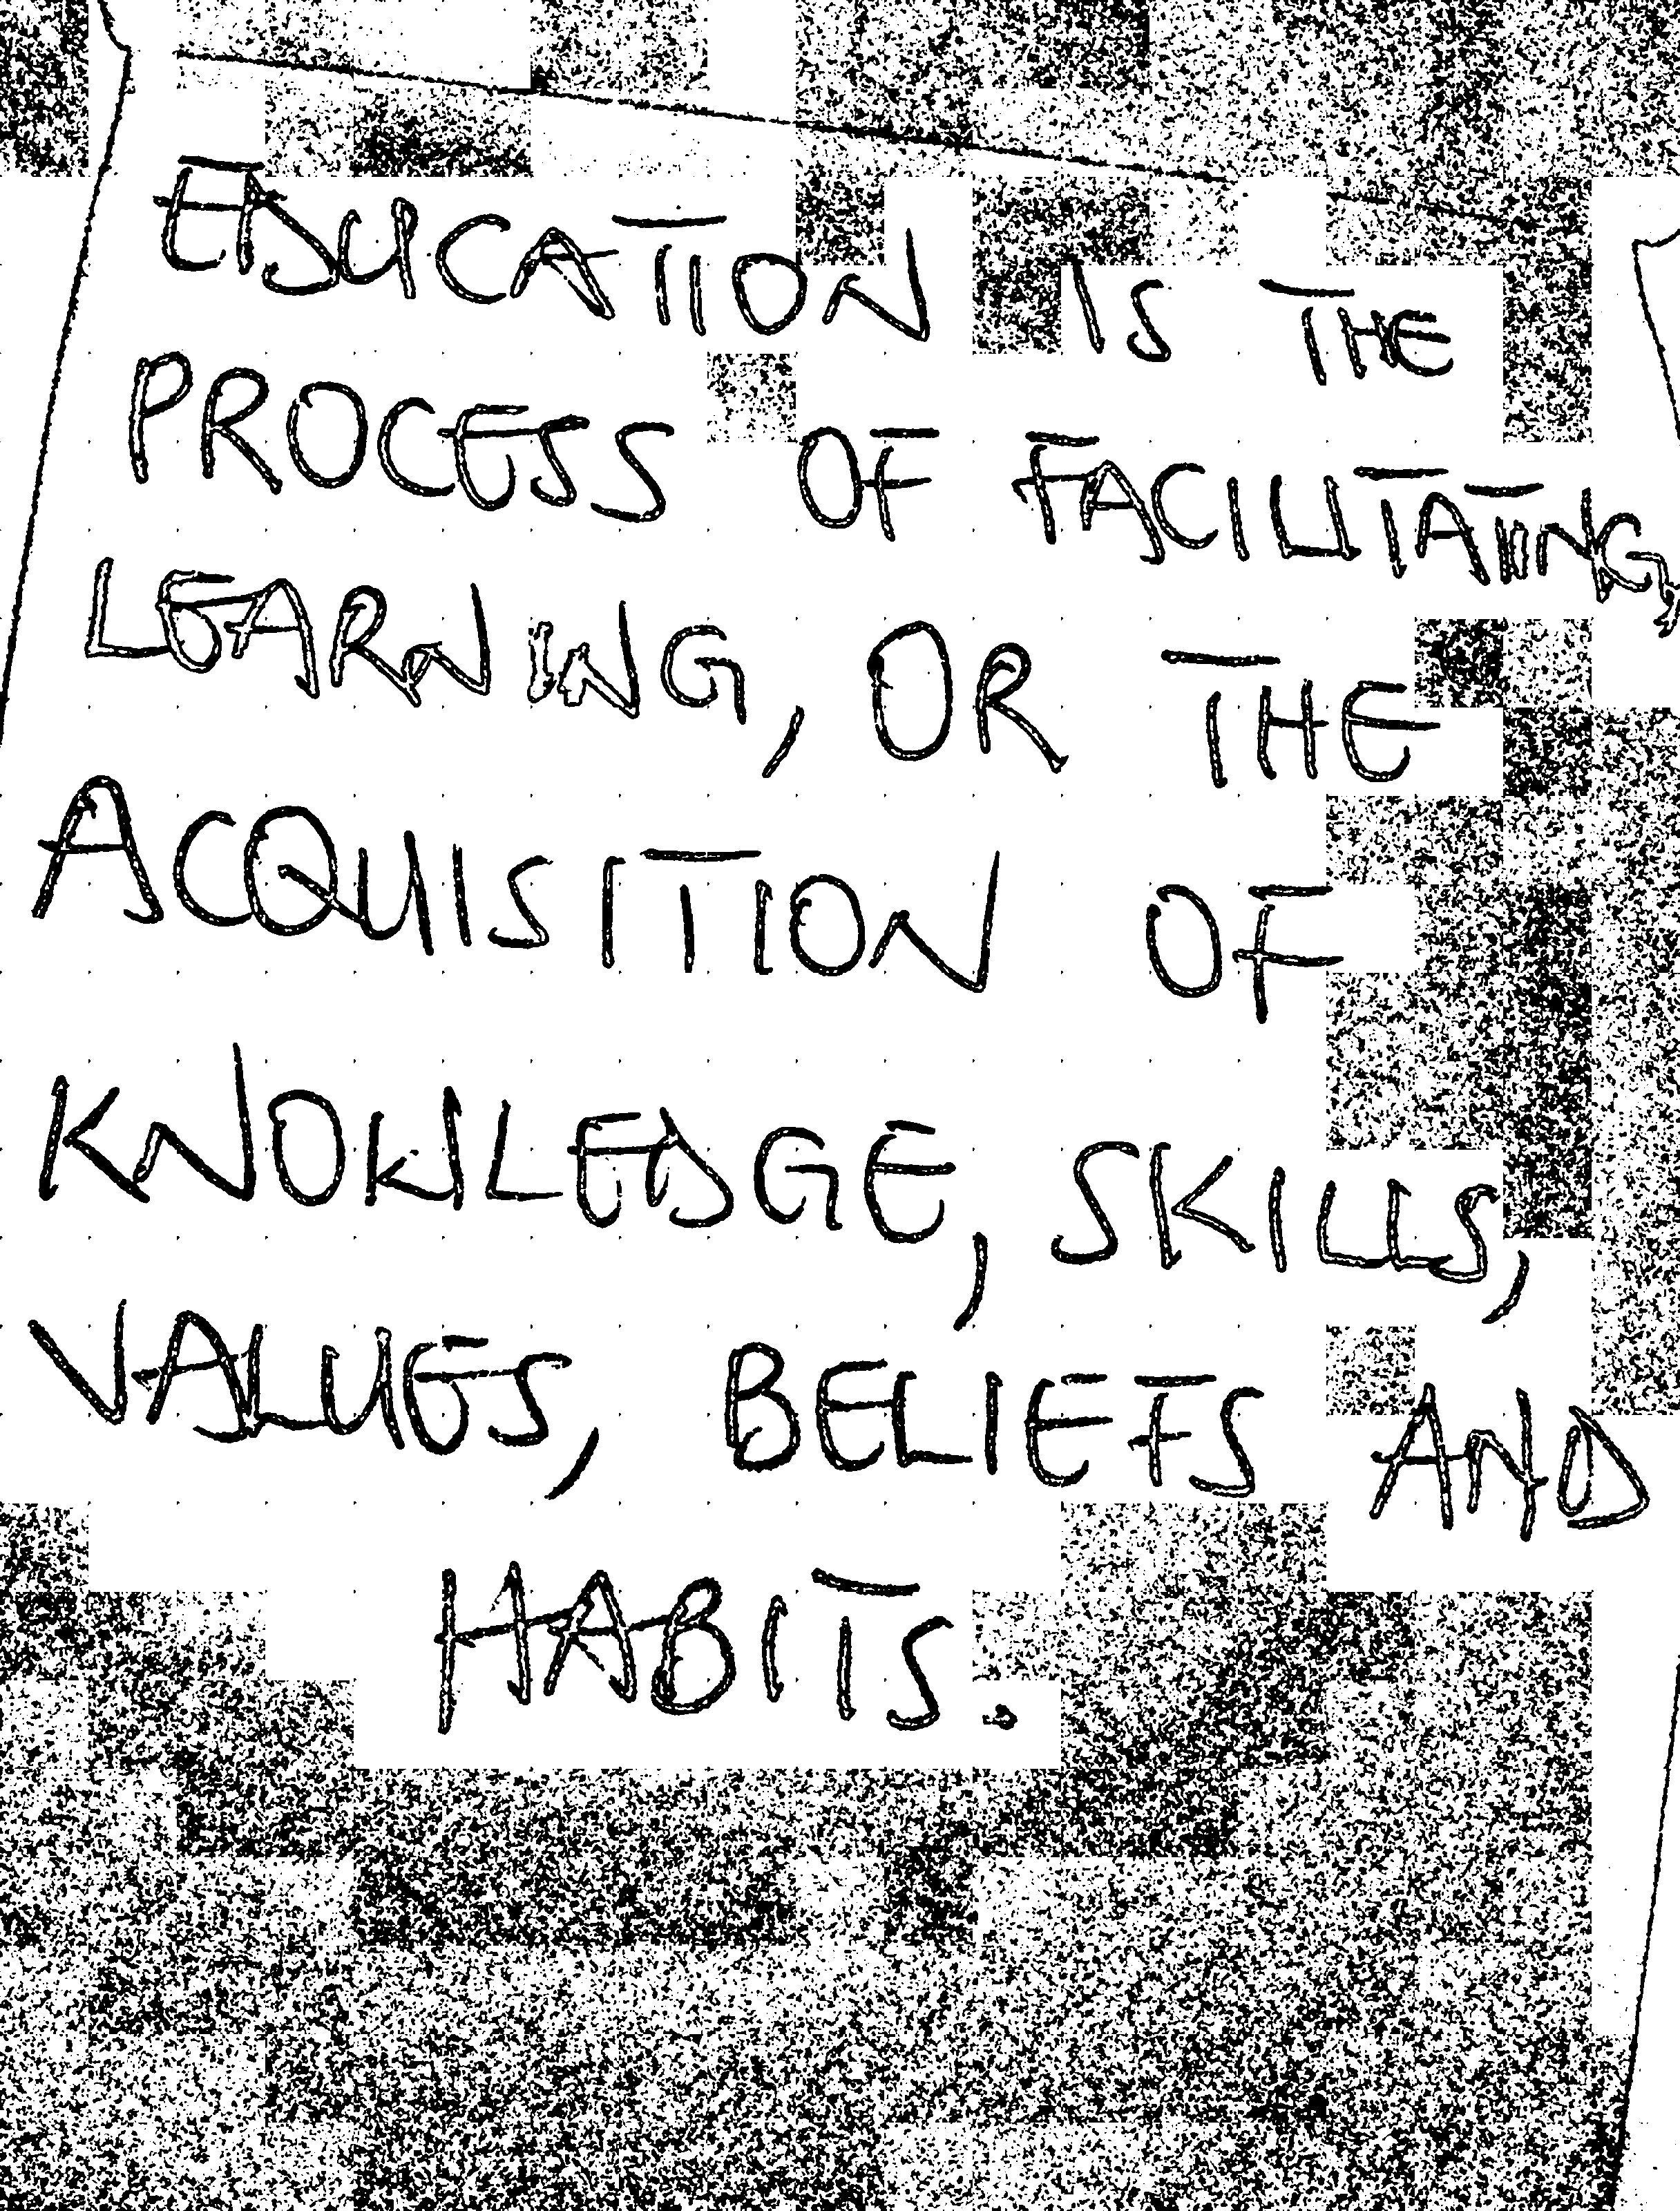 EDUCATION IS THE
PROCESS OF FACILITATING,
LEARNING, OR THE
ACQUISITION OF
KNOWLEDGE, SKILLS,
VALUES, BELIEFS AND
HABITS.